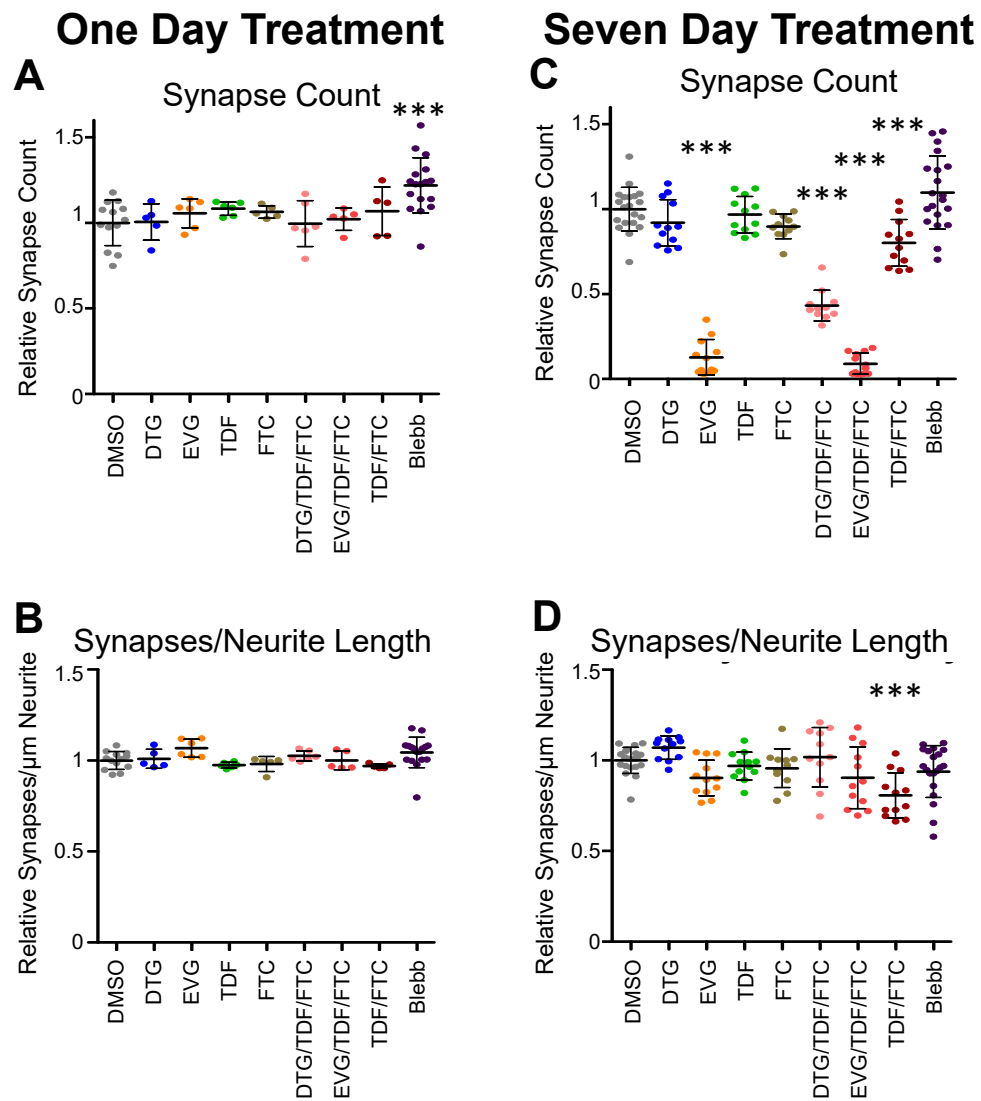 One Day Treatment
Seven Day Treatment
A
Synapse Count
***
Relative Synapse Count
1.5
1
0.5
0
DMSO
DTG
EVG
TDF
FTC
DTG/TDF/FTC
EVG/TDF/FTC
TDF/FTC
Blebb
C
Synapse Count
***
***
***
***
Relative Synapse Count
1.5
1
0.5
0
DMSO
DTG
EVG
TDF
FTC
DTG/TDF/FTC
EVG/TDF/FTC
TDF/FTC
Blebb
B
Synapses/Neurite Length
Relative Synapses/µm Neurite
1.5
1
0.5
0
DMSO
DTG
EVG
TDF
FTC
DTG/TDF/FTC
EVG/TDF/FTC
TDF/FTC
Blebb
D
Synapses/Neurite Length
***
Relative Synapses/µm Neurite
1.5
1
0.5
0
DMSO
DTG
EVG
TDF
FTC
DTG/TDF/FTC
EVG/TDF/FTC
TDF/FTC
Blebb